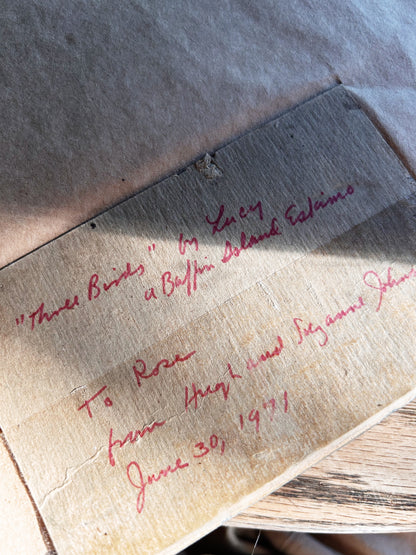 "Three Birds" by Lucy
a Baffin Island Eskimo
To Rose
from Hugh and Suzanne
June 30, 1971